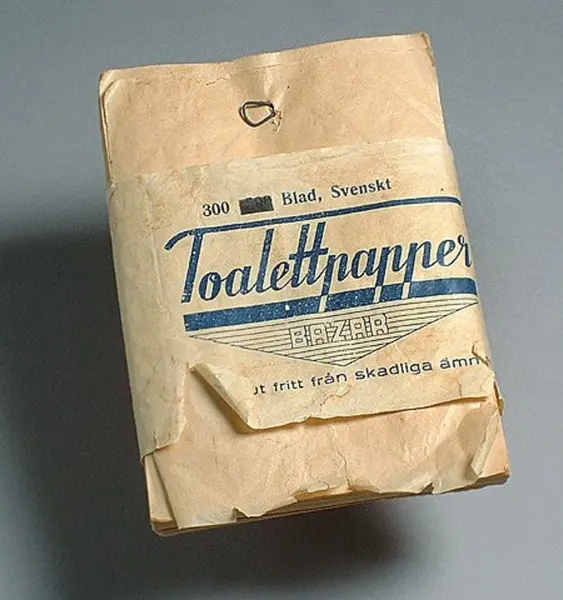 300 Blad, Svenskt
Toalettpapper
BAZAR
fritt från skadliga